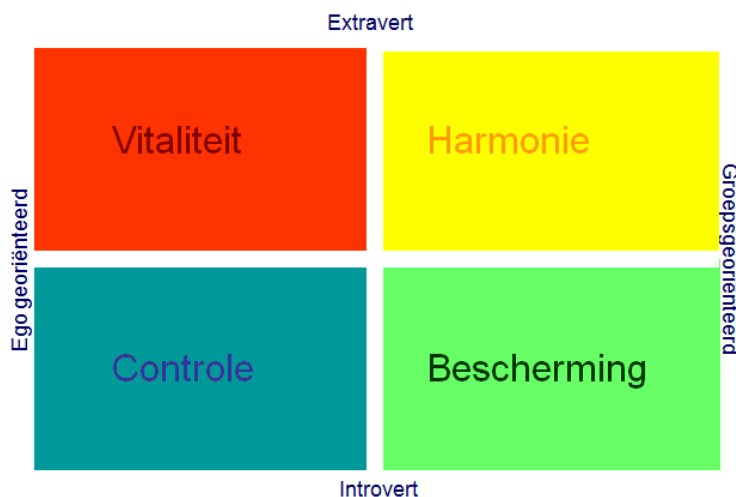 Extravert
Vitaliteit
Harmonie
Ego georiënteerd
Groepsgeoriënteerd
Controle
Bescherming
Introvert